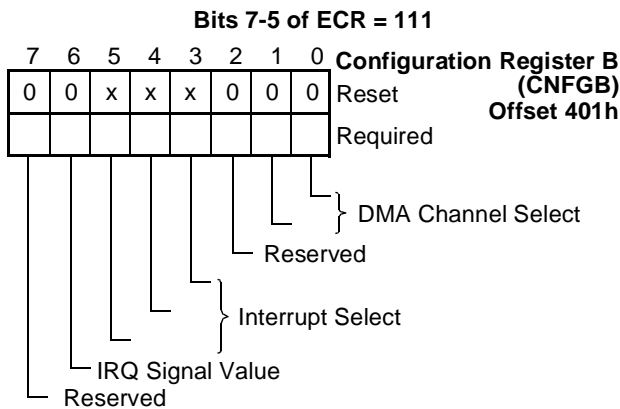 Bits 7-5 of ECR = 111
7 6 5 4 3 2 1 0 Configuration Register B
(CNFGB)
Offset 401h
0 0 x x x 0 0 0 Reset
Required
DMA Channel Select
Reserved
Interrupt Select
IRQ Signal Value
Reserved